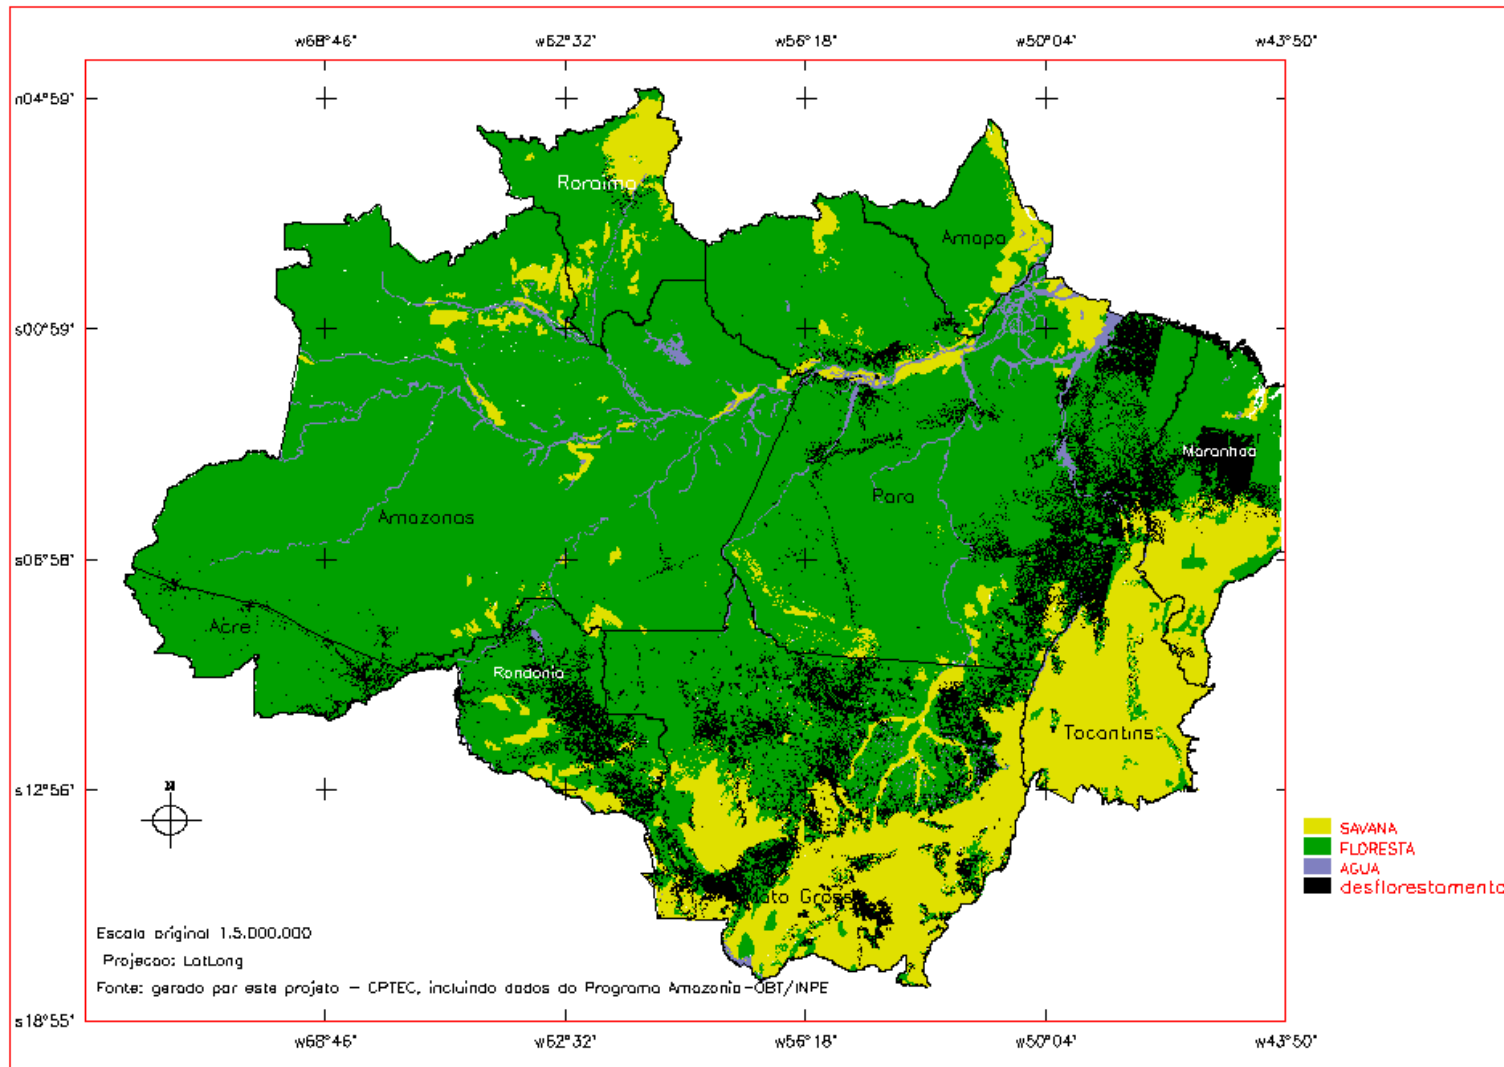 w68°46' w62°32' w56°18' w50°04' w43°50'
n04°59'
Roraima
Amapa
s00°59'
Maranhao
Para
Amazonas
s06°58'
Acre
Rondonia
Tocantins
s12°56'
N
SAVANA
FLORESTA
AGUA
desflorestamento
Mato Gross
Escala original 1.5.000.000
Projecao: LatLong
Fonte: gerado por este projeto – CPTEC, incluindo dados do Programa Amazonia-OBT/INPE
s18°55'
w68°46' w62°32' w56°18' w50°04' w43°50'